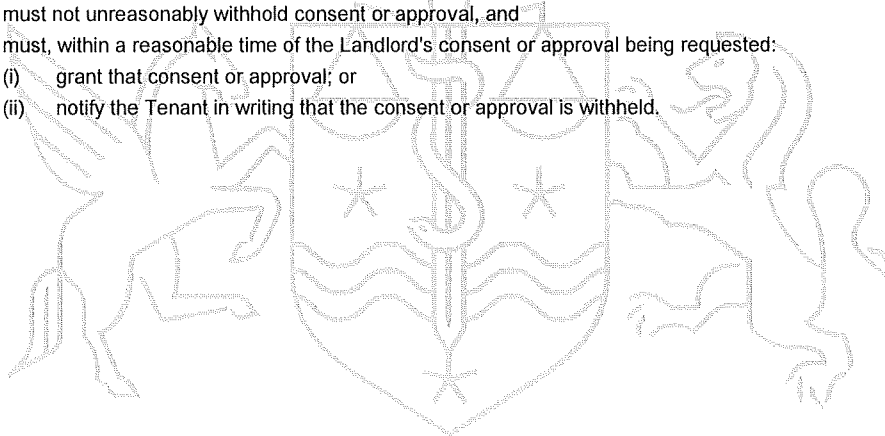 must not unreasonably withhold consent or approval, and
must, within a reasonable time of the Landlord's consent or approval being requested:
(i) grant that consent or approval; or
(ii) notify the Tenant in writing that the consent or approval is withheld.